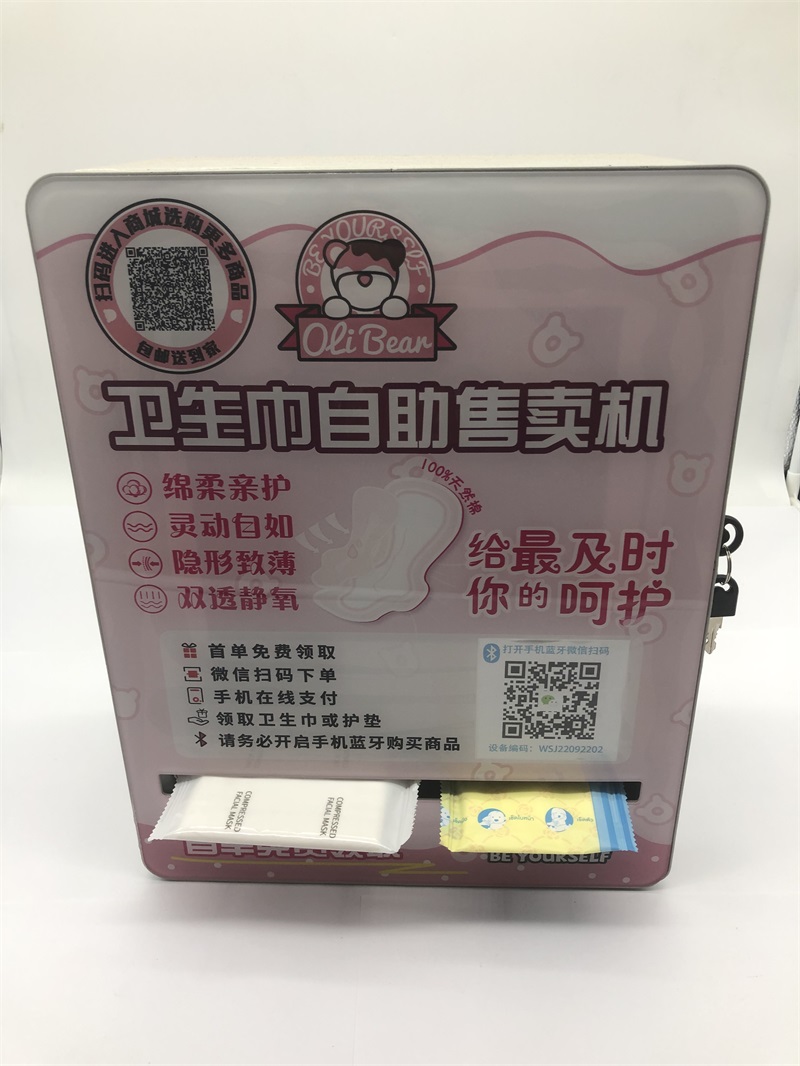 扫码进入商城选购更多商品
包邮送到家
BE YOURSELF
Oli Bear
卫生巾自助售卖机
绵柔亲护
灵动自如
隐形致薄
双透静氧
100%天然棉
给最及时
你的呵护
首单免费领取
微信扫码下单
手机在线支付
领取卫生巾或护垫
请务必开启手机蓝牙购买商品
打开手机蓝牙微信扫码
设备编码：WSJ22092202
COMPRESSED
FACIAL MASK
COMPRESSED
FACIAL MASK
首单免费领取
BE YOURSELF